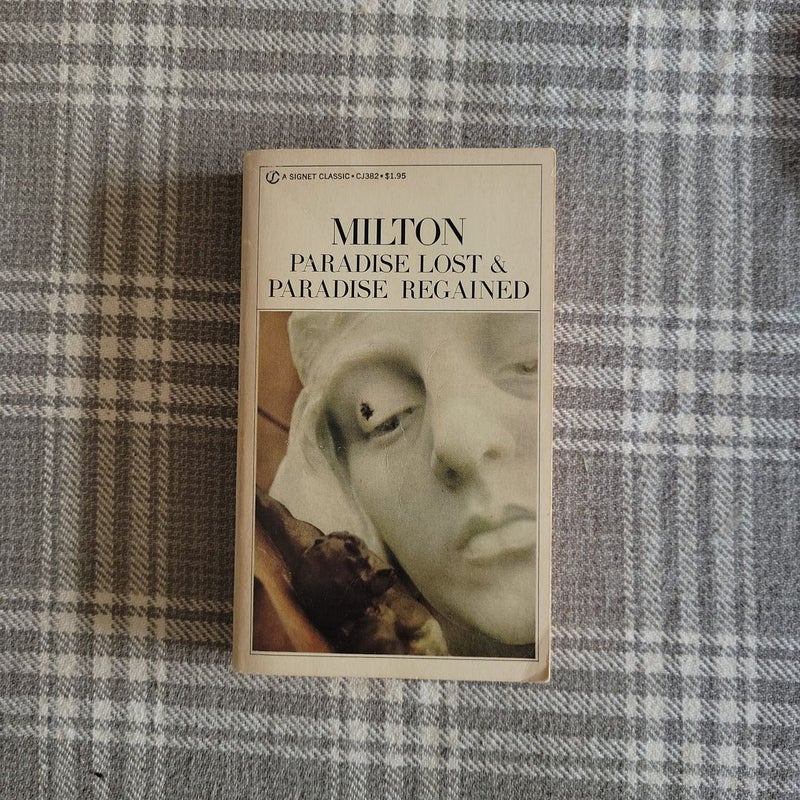 A SIGNET CLASSIC • CJ382 • $1.95
MILTON
PARADISE LOST &
PARADISE REGAINED